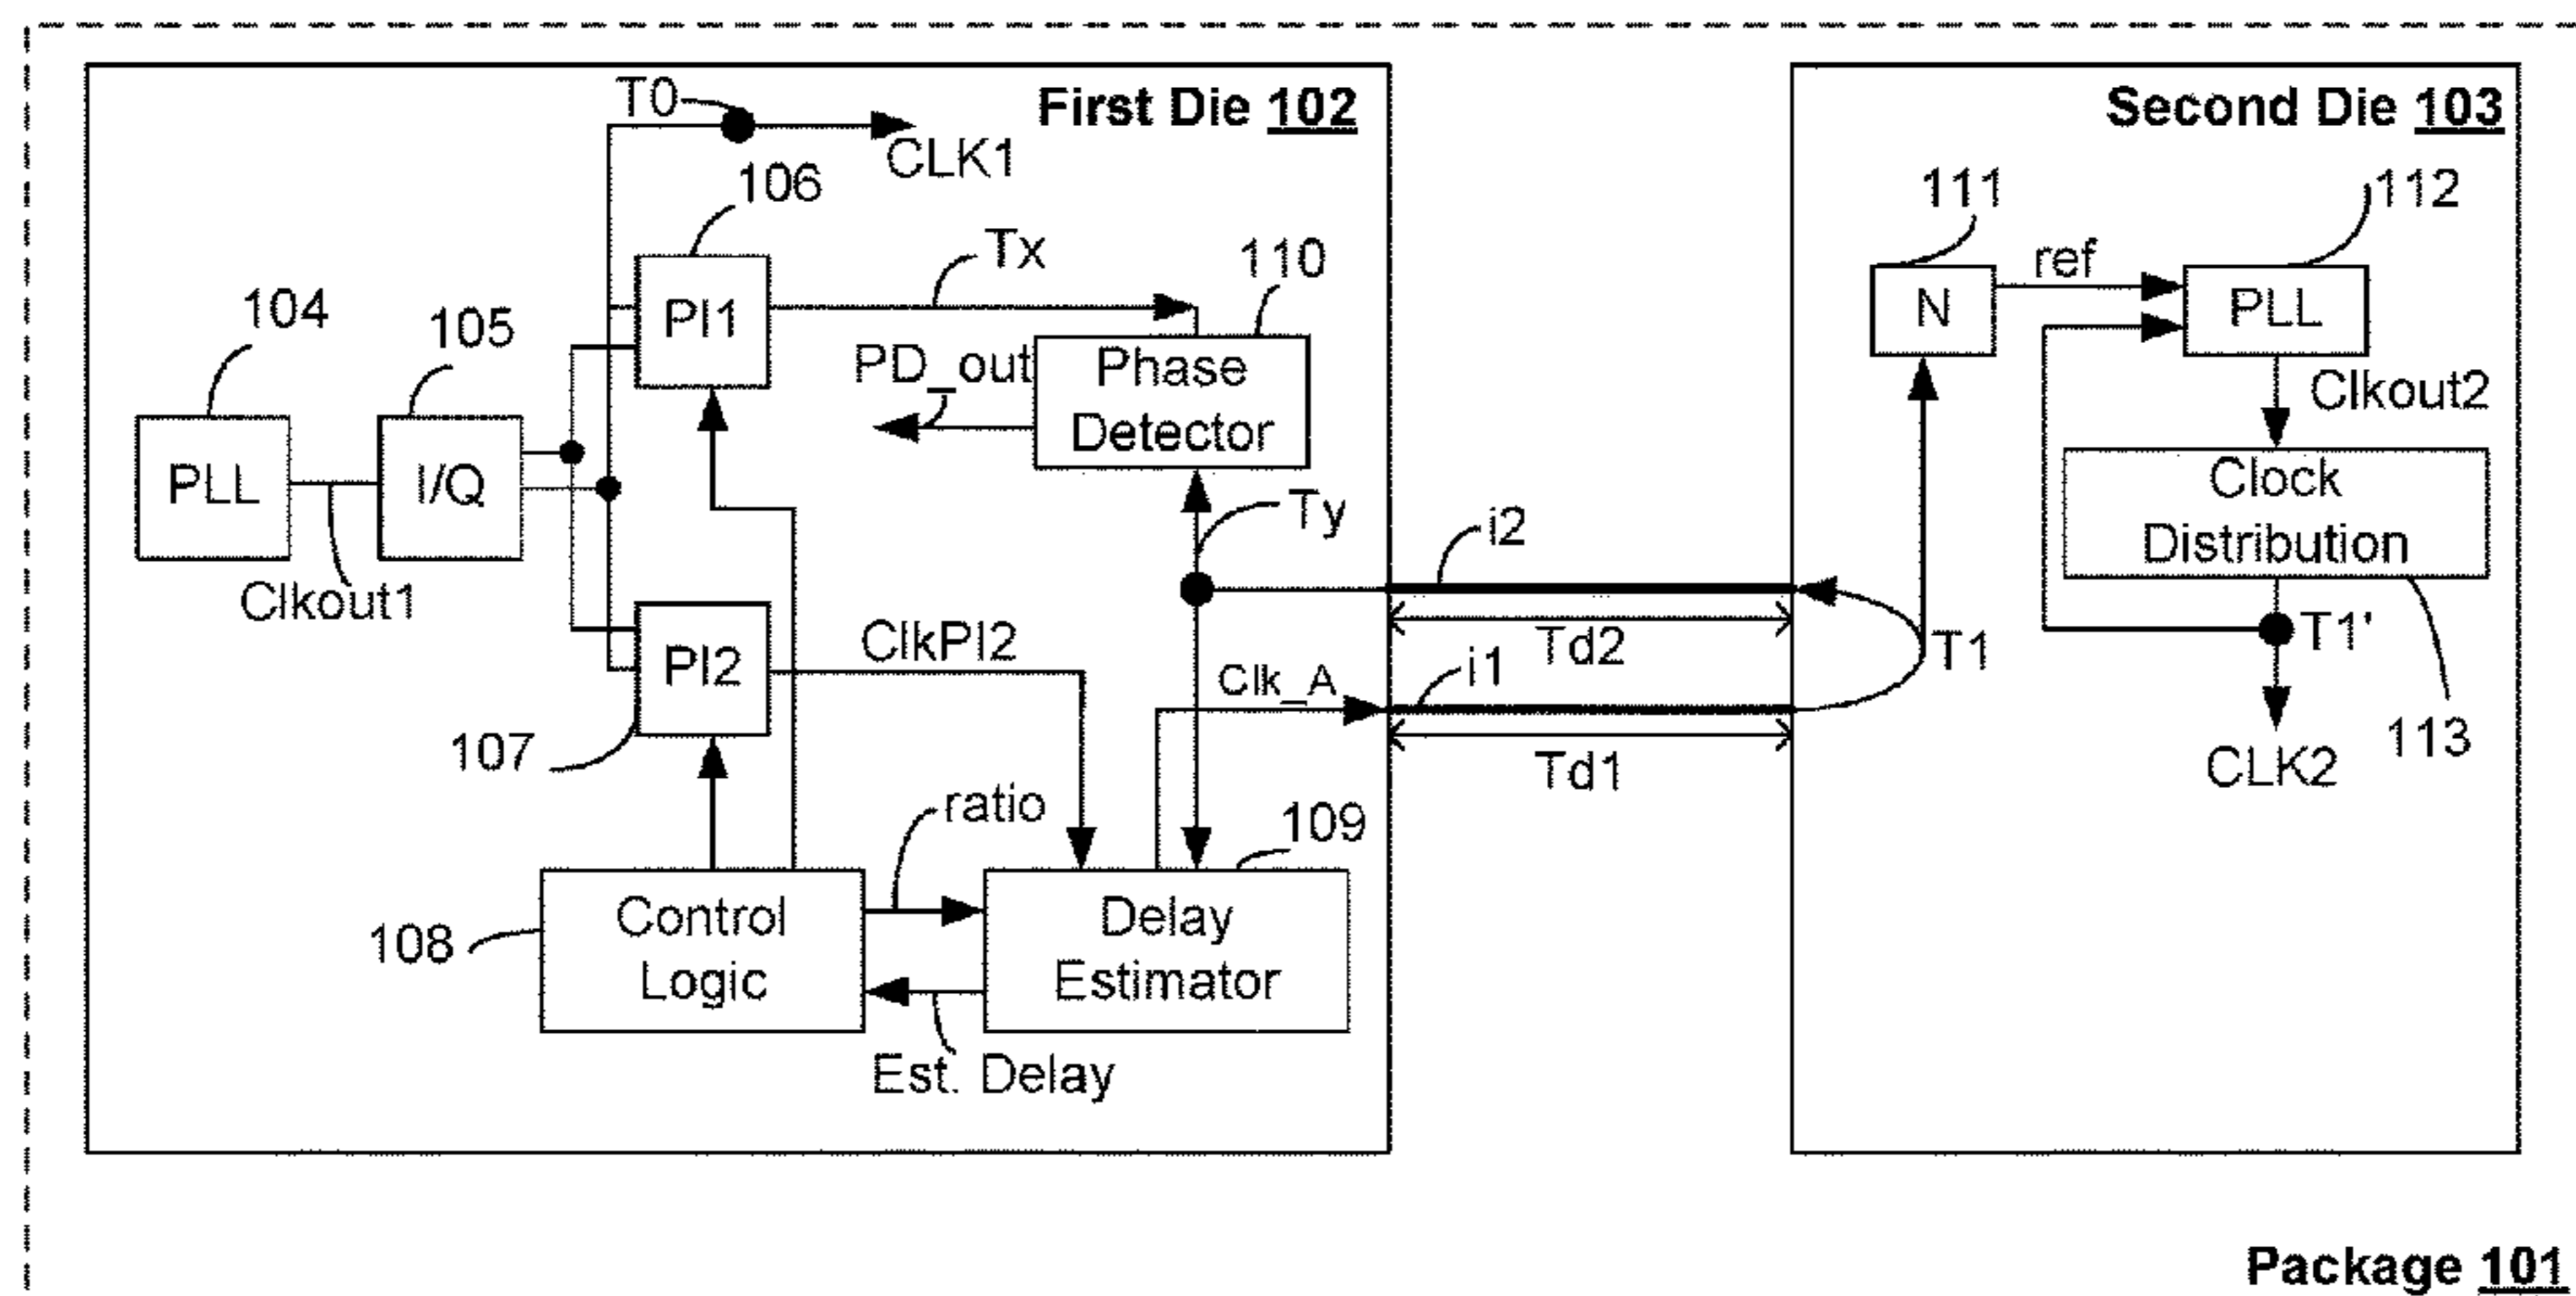 T0
First Die 102
Second Die 103
CLK1
106
111
112
Tx
110
ref
104
105
PI1
N
PLL
PD_out
Phase
Detector
Clkout2
PLL
I/Q
Clock
Distribution
Ty
i2
Clkout1
Td2
T1
T1'
ClkPI2
PI2
Clk_A
i1
107
Td1
113
CLK2
ratio
109
108
Control
Logic
Delay
Estimator
Est. Delay
Package 101